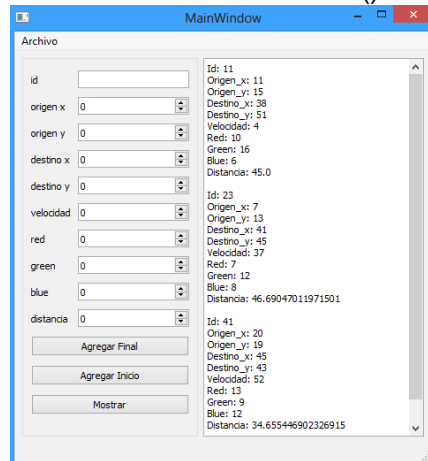 ()
MainWindow
Archivo
id
origen x 0
origen y 0
destino x 0
destino y 0
velocidad 0
red 0
green 0
blue 0
distancia 0
Agregar Final
Agregar Inicio
Mostrar
Id: 11
Origen_x: 11
Origen_y: 15
Destino_x: 38
Destino_y: 51
Velocidad: 4
Red: 10
Green: 16
Blue: 6
Distancia: 45.0
Id: 23
Origen_x: 7
Origen_y: 13
Destino_x: 41
Destino_y: 45
Velocidad: 37
Red: 7
Green: 12
Blue: 8
Distancia: 46.69047011971501
Id: 41
Origen_x: 20
Origen_y: 19
Destino_x: 45
Destino_y: 43
Velocidad: 52
Red: 13
Green: 9
Blue: 12
Distancia: 34.655446902326915